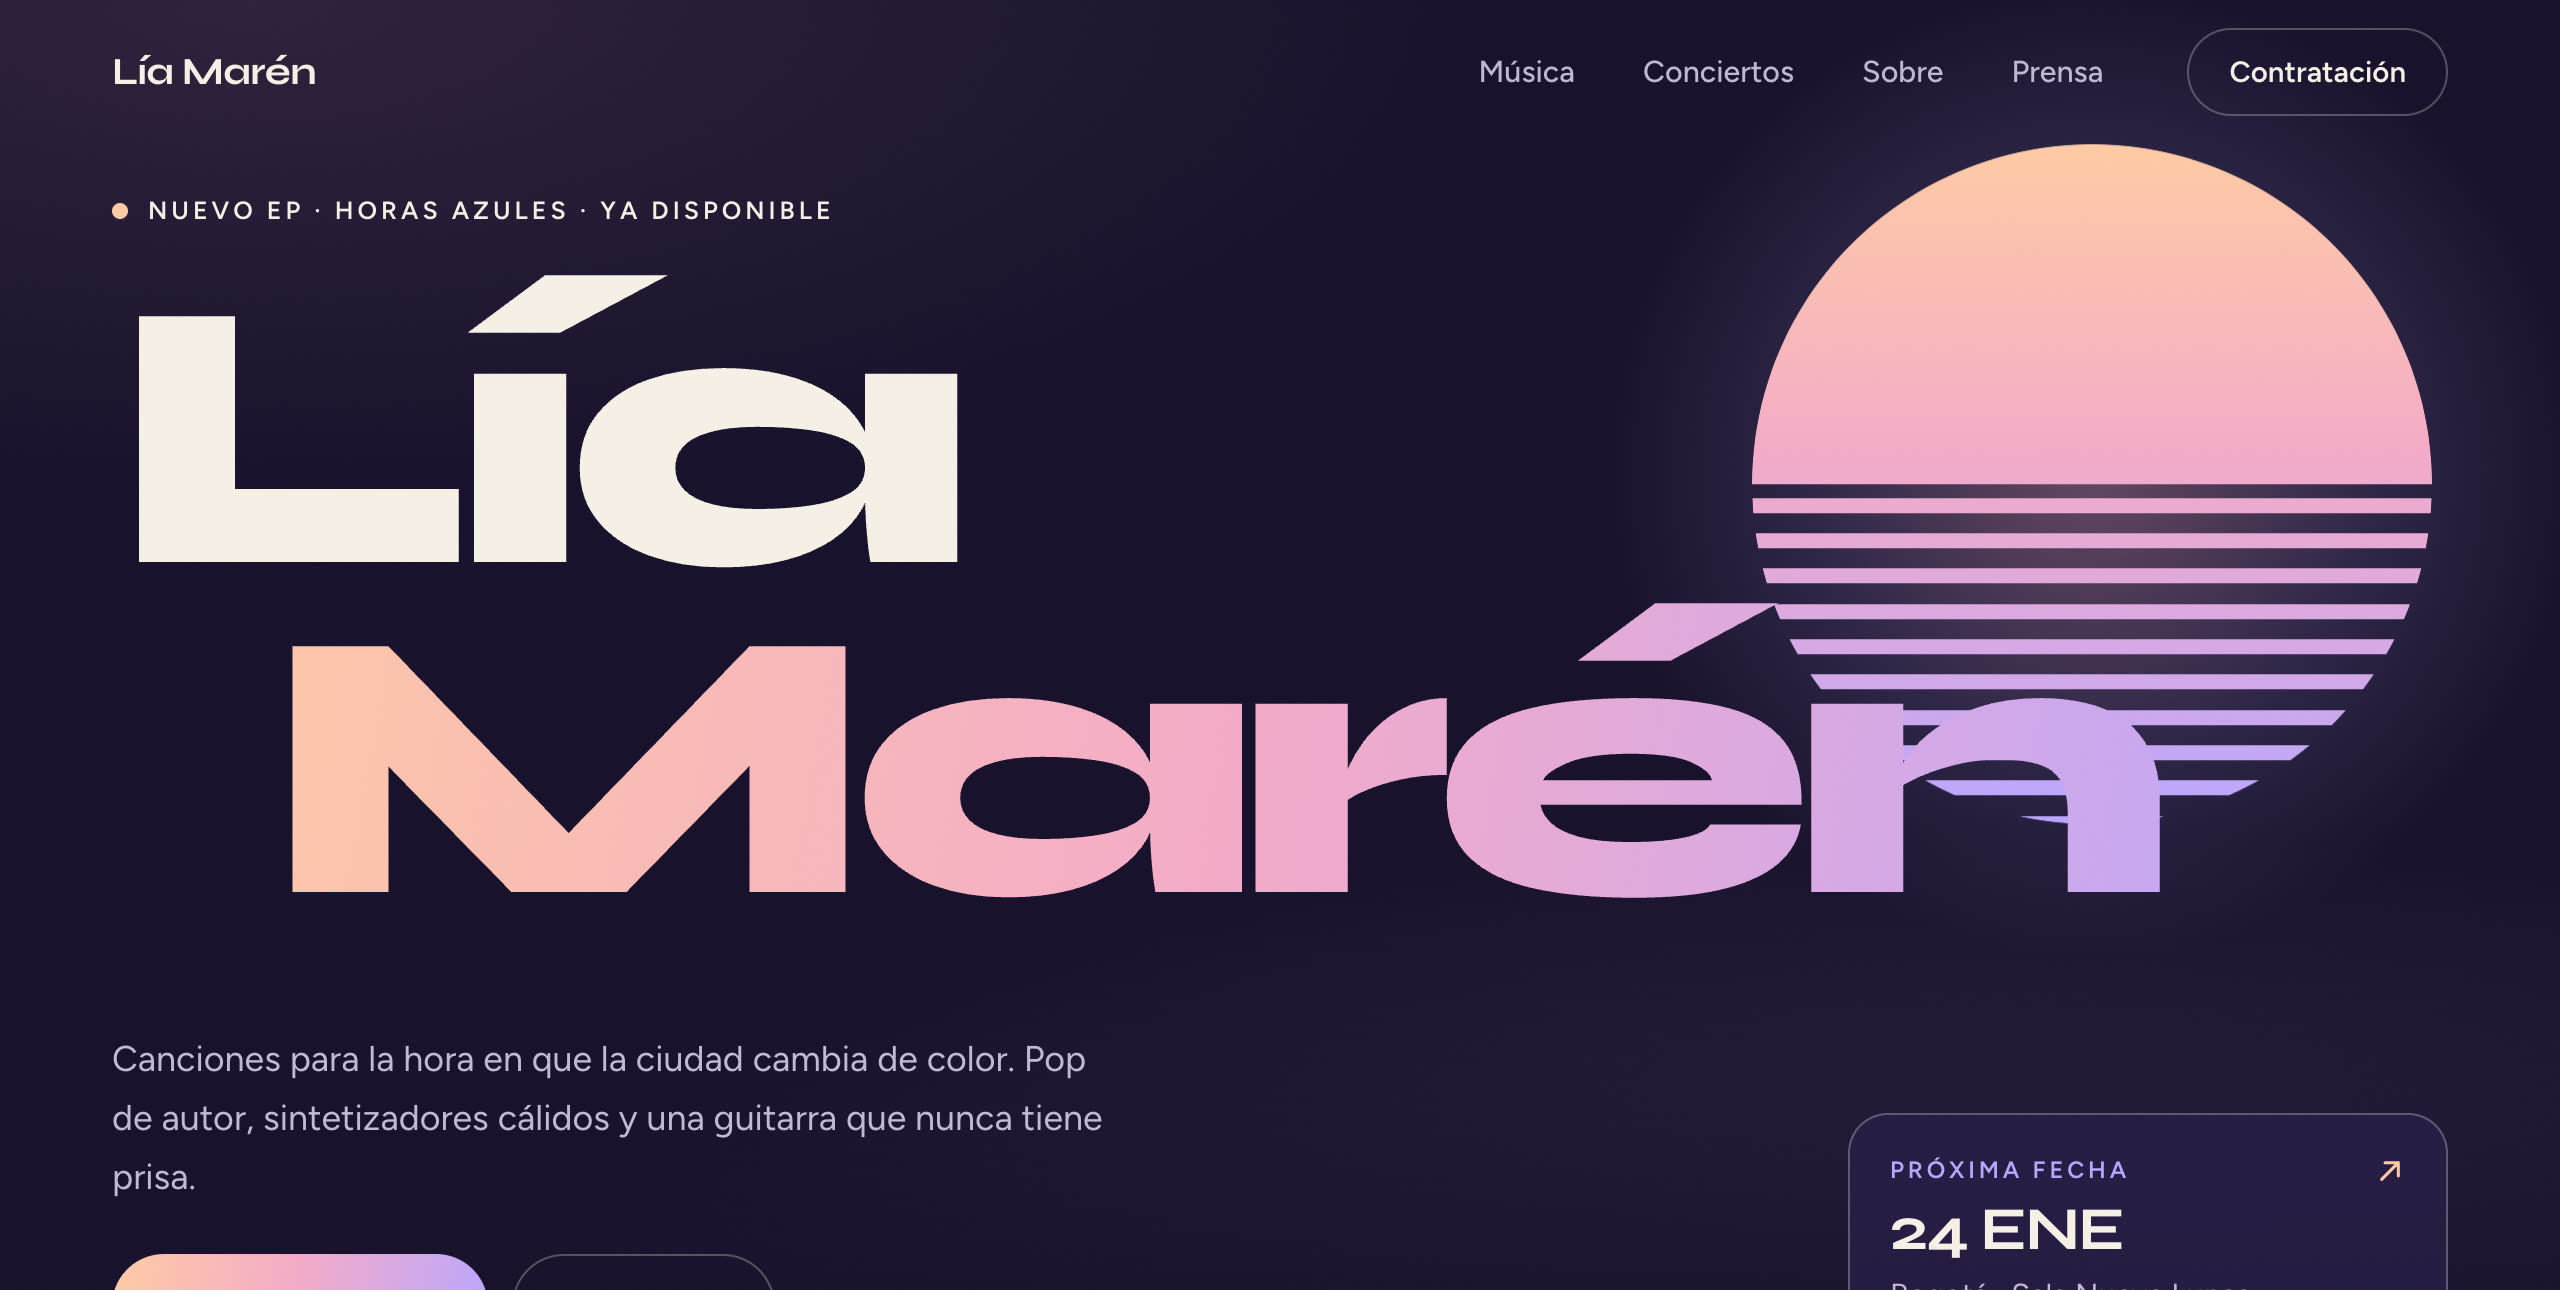 Lía Marén
Música
Conciertos
Sobre
Prensa
Contratación
NUEVO EP · HORAS AZULES · YA DISPONIBLE
Lía
Marén
Canciones para la hora en que la ciudad cambia de color. Pop
de autor, sintetizadores cálidos y una guitarra que nunca tiene
prisa.
PRÓXIMA FECHA
24 ENE